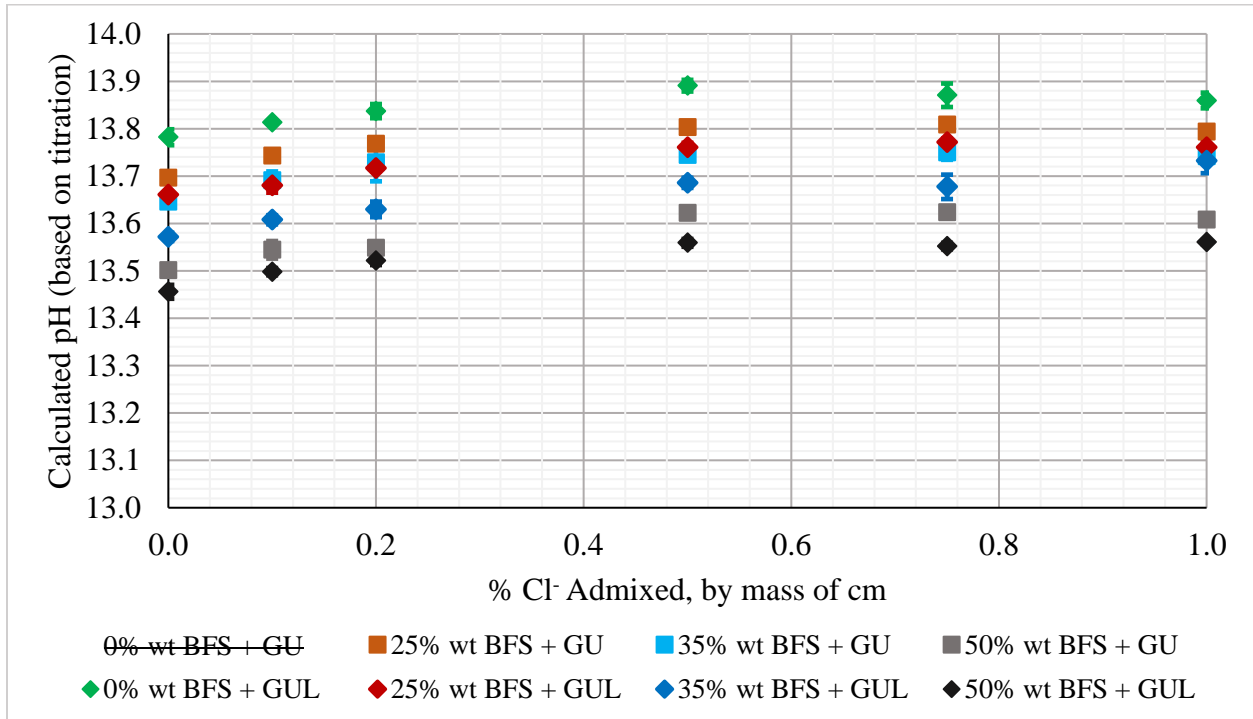 Calculated pH (based on titration)
14.0
13.9
13.8
13.7
13.6
13.5
13.4
13.3
13.2
13.1
13.0
0.0 0.2 0.4 0.6 0.8 1.0
% Cl- Admixed, by mass of cm
0% wt BFS + GU 25% wt BFS + GU 35% wt BFS + GU 50% wt BFS + GU
0% wt BFS + GUL 25% wt BFS + GUL 35% wt BFS + GUL 50% wt BFS + GUL